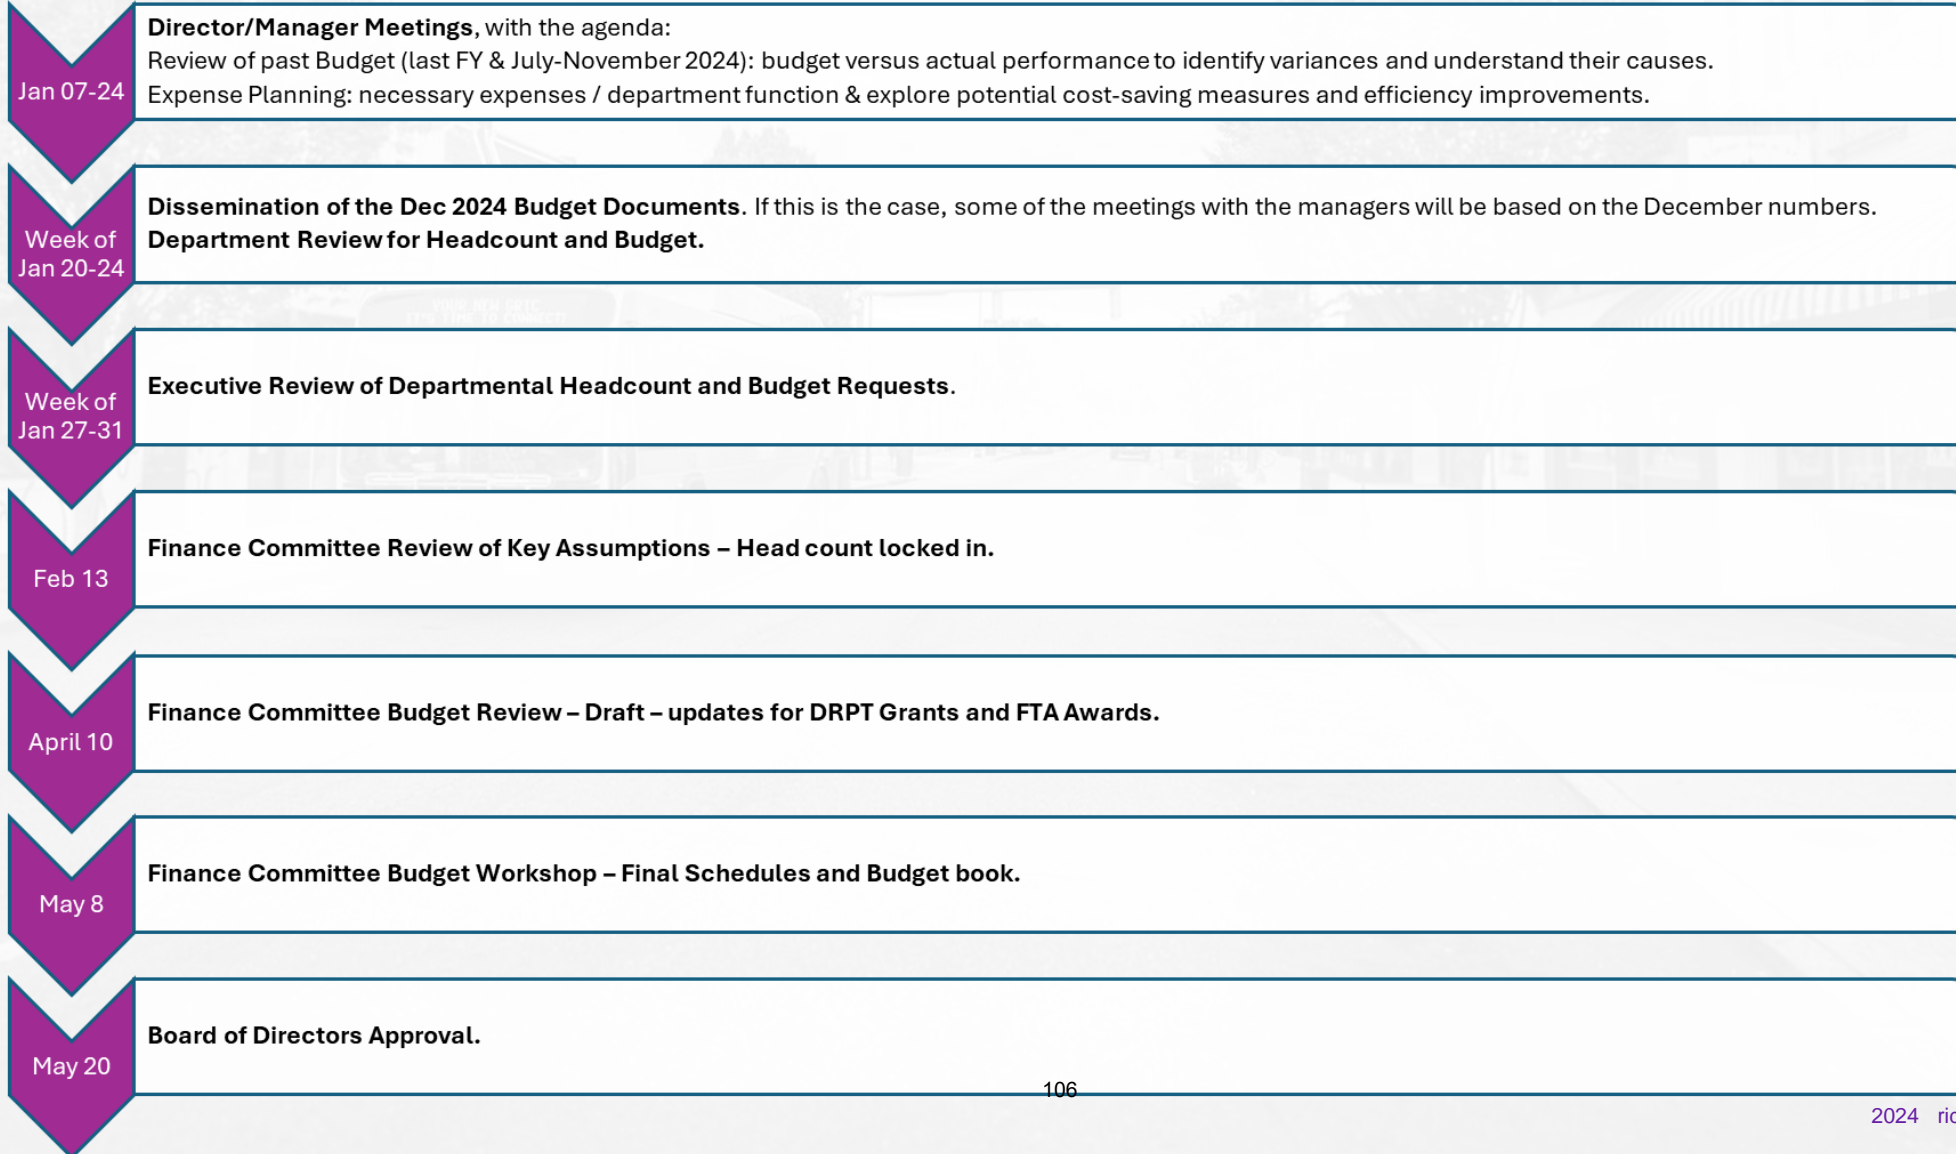 Director/Manager Meetings, with the agenda:
Review of past Budget (last FY & July-November 2024): budget versus actual performance to identify variances and understand their causes.
Jan 07-24
Expense Planning: necessary expenses / department function & explore potential cost-saving measures and efficiency improvements.
Dissemination of the Dec 2024 Budget Documents. If this is the case, some of the meetings with the managers will be based on the December numbers.
Week of
Jan 20-24
Department Review for Headcount and Budget.
YOUR NEW GRTC
Week of
Jan 27-31
Executive Review of Departmental Headcount and Budget Requests.
Feb 13
Finance Committee Review of Key Assumptions – Head count locked in.
April 10
Finance Committee Budget Review – Draft – updates for DRPT Grants and FTA Awards.
May 8
Finance Committee Budget Workshop – Final Schedules and Budget book.
May 20
Board of Directors Approval.
106
2024